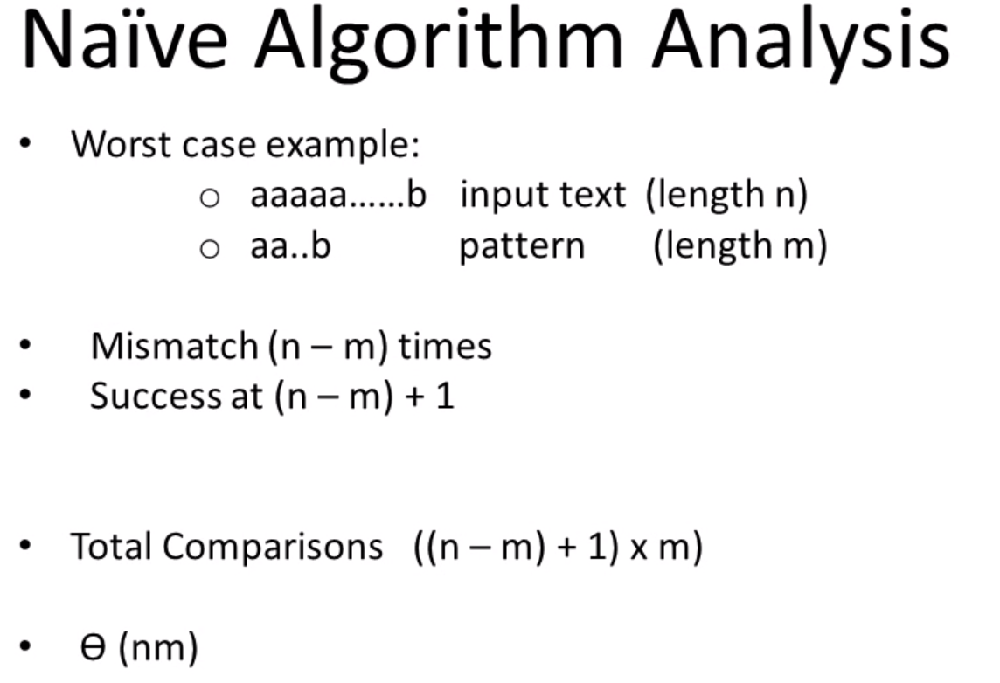 Naïve Algorithm Analysis
• Worst case example:
o aaaaa......b input text (length n)
o aa..b pattern (length m)
• Mismatch (n – m) times
• Success at (n – m) + 1
• Total Comparisons ((n – m) + 1) x m)
• Ɵ (nm)